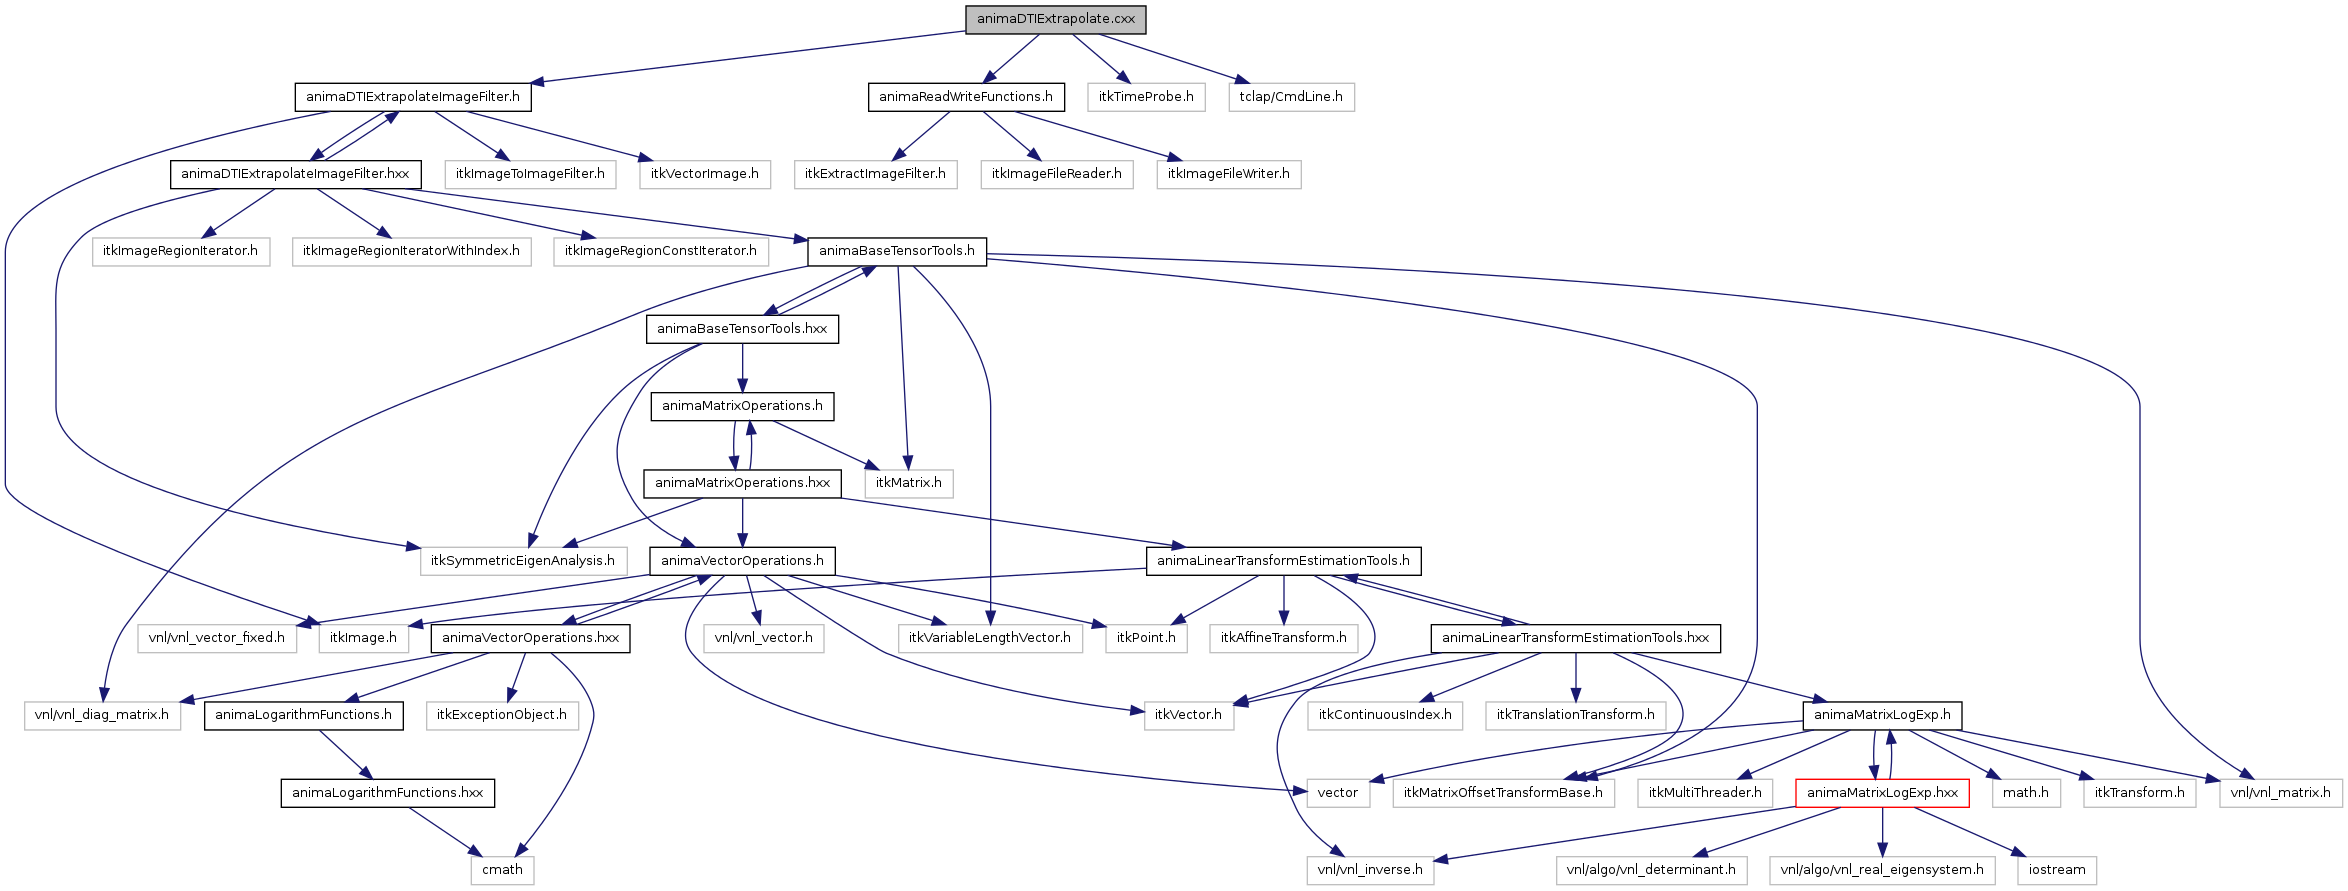 animaDTIExtrapolate.cxx
animaDTIExtrapolateImageFilter.h
animaReadWriteFunctions.h
itkTimeProbe.h
tclap/CmdLine.h
animaDTIExtrapolateImageFilter.hxx
itkImageToImageFilter.h
itkVectorImage.h
itkExtractImageFilter.h
itkImageFileReader.h
itkImageFileWriter.h
itkImageRegionIterator.h
itkImageRegionIteratorWithIndex.h
itkImageRegionConstIterator.h
animaBaseTensorTools.h
animaBaseTensorTools.hxx
animaMatrixOperations.h
animaMatrixOperations.hxx
itkMatrix.h
itkSymmetricEigenAnalysis.h
animaVectorOperations.h
animaLinearTransformEstimationTools.h
vnl/vnl_vector_fixed.h
itkImage.h
animaVectorOperations.hxx
vnl/vnl_vector.h
itkVariableLengthVector.h
itkPoint.h
itkAffineTransform.h
animaLinearTransformEstimationTools.hxx
vnl/vnl_diag_matrix.h
animaLogarithmFunctions.h
itkExceptionObject.h
itkVector.h
itkContinuousIndex.h
itkTranslationTransform.h
animaMatrixLogExp.h
animaLogarithmFunctions.hxx
vector
itkMatrixOffsetTransformBase.h
itkMultiThreader.h
animaMatrixLogExp.hxx
math.h
itkTransform.h
vnl/vnl_matrix.h
cmath
vnl/vnl_inverse.h
vnl/algo/vnl_determinant.h
vnl/algo/vnl_real_eigensystem.h
iostream